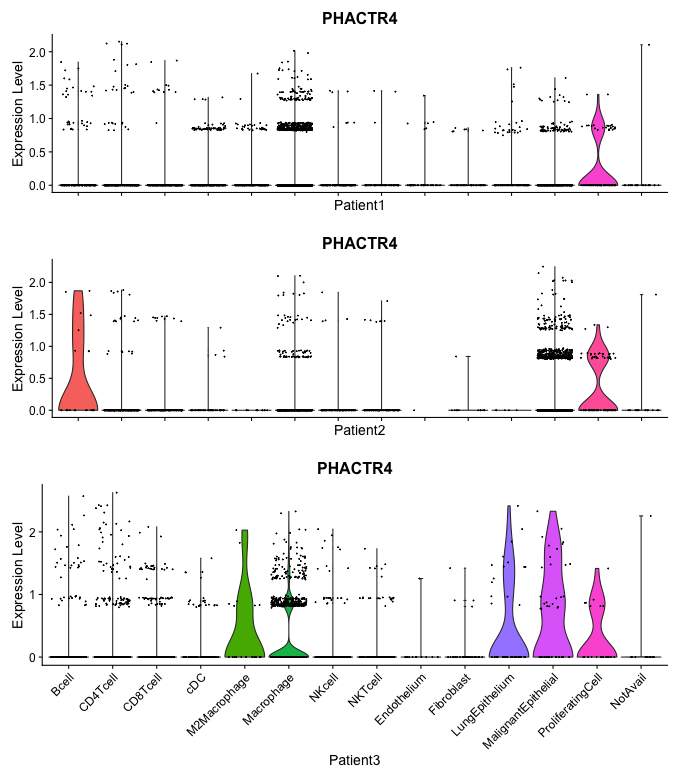 PHACTR4
Expression Level
2.0
1.5
1.0
0.5
0.0
Patient1
PHACTR4
Expression Level
2.0
1.5
1.0
0.5
0.0
Patient2
PHACTR4
Expression Level
2
1
0
Bcell
CD4Tcell
CD8Tcell
cDC
M2Macrophage
Macrophage
NKcell
NKTcell
Endothelium
Fibroblast
LungEpithelium
MalignantEpithelial
ProliferatingCell
NotAvail
Patient3